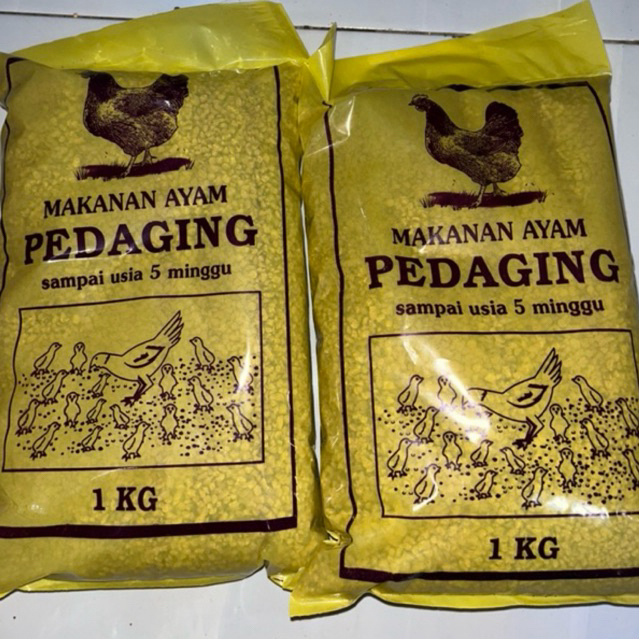 MAKANAN AYAM
PEDAGING
sampai usia 5 minggu
1 KG
MAKANAN AYAM
PEDAGING
sampai usia 5 minggu
1 KG